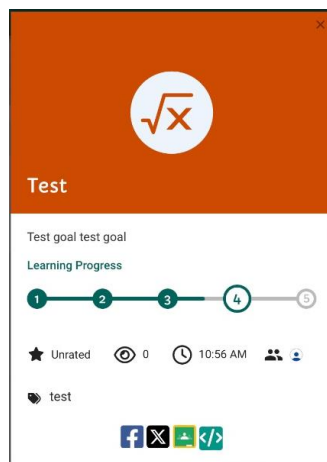 √x
Test
Test goal test goal
Learning Progress
1 2 3 4 5
Unrated 0 10:56 AM
test